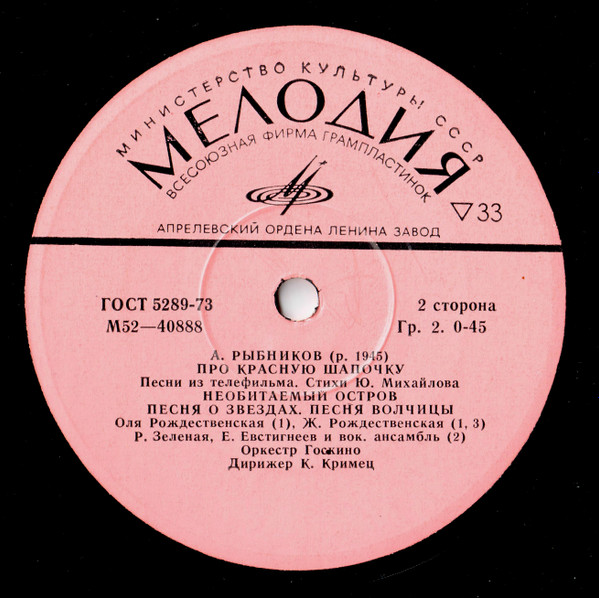 МИНИСТЕРСТВО КУЛЬТУРЫ СССР
МЕЛОДИЯ
ВСЕСОЮЗНАЯ ФИРМА ГРАМПЛАСТИНОК
▽33
АПРЕЛЕВСКИЙ ОРДЕНА ЛЕНИНА ЗАВОД
ГОСТ 5289-73
2 сторона
М52—40888
Гр. 2. 0-45
А. РЫБНИКОВ (р. 1945)
ПРО КРАСНУЮ ШАПОЧКУ
Песни из телефильма. Стихи Ю. Михайлова
НЕОБИТАЕМЫЙ ОСТРОВ
ПЕСНЯ О ЗВЕЗДАХ. ПЕСНЯ ВОЛЧИЦЫ
Оля Рождественская (1), Ж. Рождественская (1, 3)
Р. Зеленая, Е. Евстигнеев и вок. ансамбль (2)
Оркестр Госкино
Дирижер К. Кримец